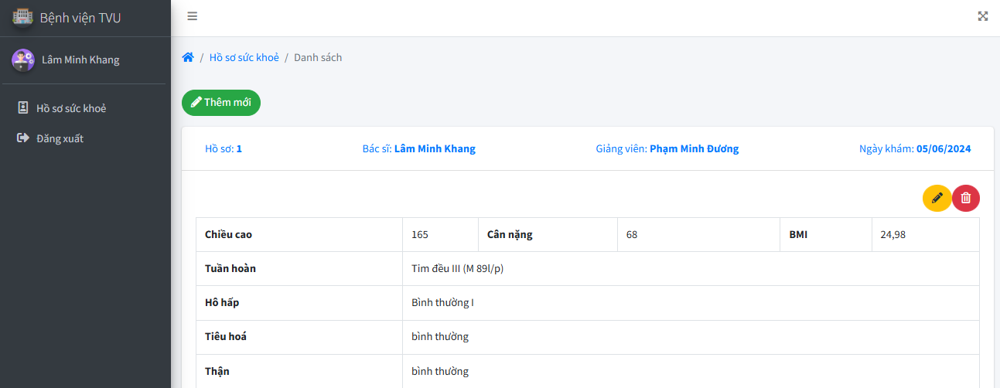 Bệnh viện TVU
Lâm Minh Khang
Hồ sơ sức khoẻ
Đăng xuất
/ Hồ sơ sức khoẻ / Danh sách
Thêm mới
Hồ sơ: 1 Bác sĩ: Lâm Minh Khang Giảng viên: Phạm Minh Đương Ngày khám: 05/06/2024
Chiều cao 165 Cân nặng 68 BMI 24,98
Tuần hoàn Tim đều III (M 89l/p)
Hô hấp Bình thường I
Tiêu hoá bình thường
Thận bình thường